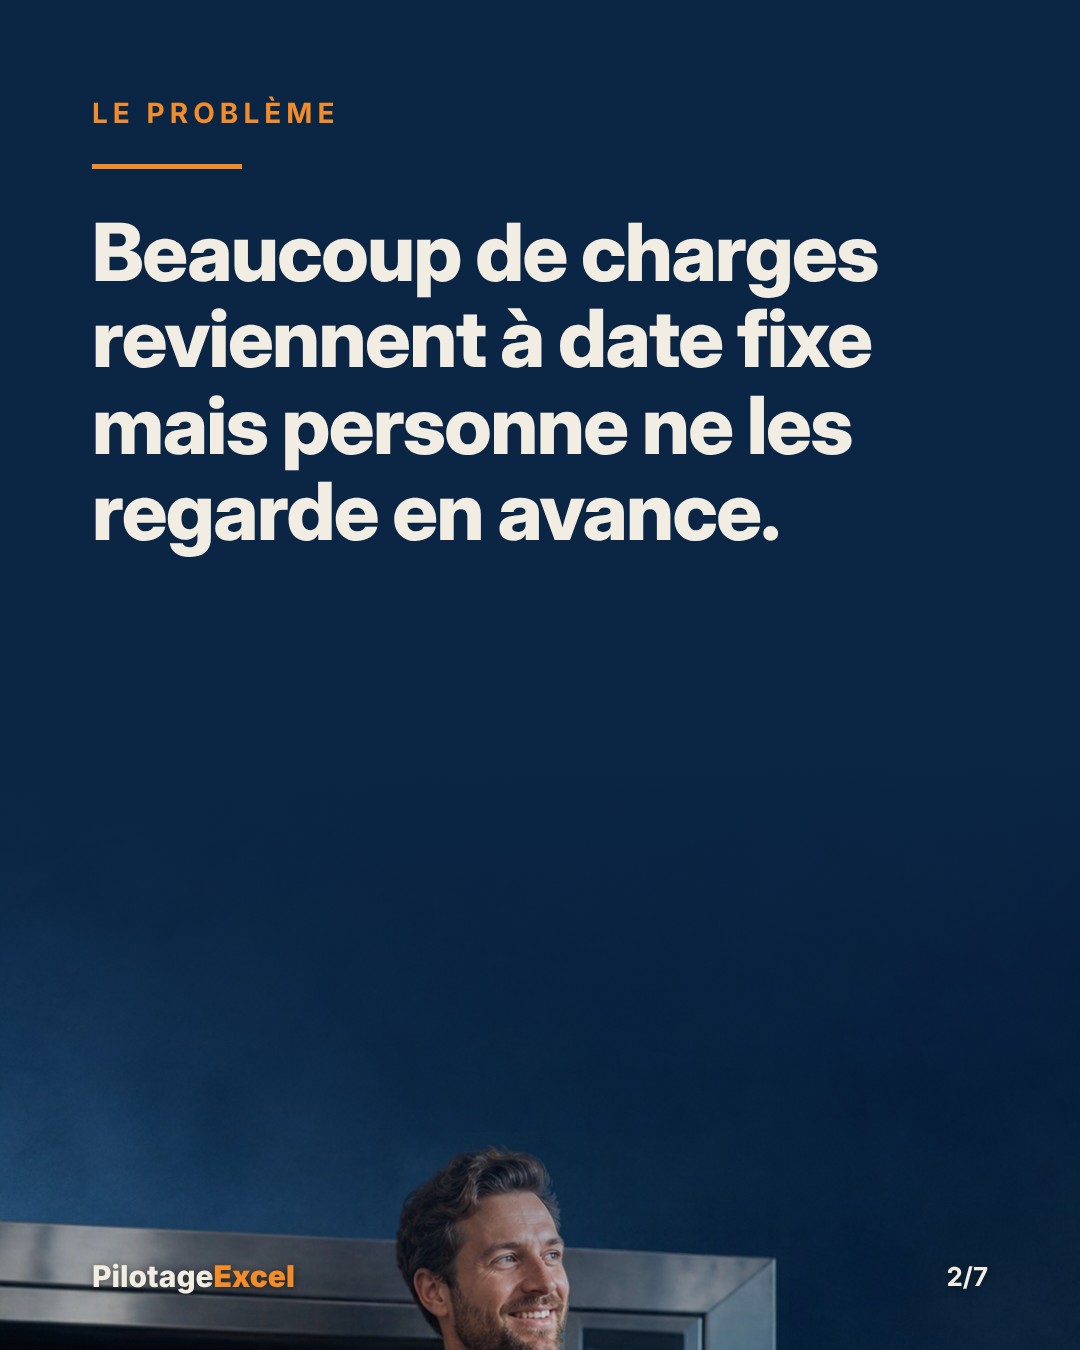 LE PROBLÈME
Beaucoup de charges
reviennent à date fixe
mais personne ne les
regarde en avance.
PilotageExcel
2/7